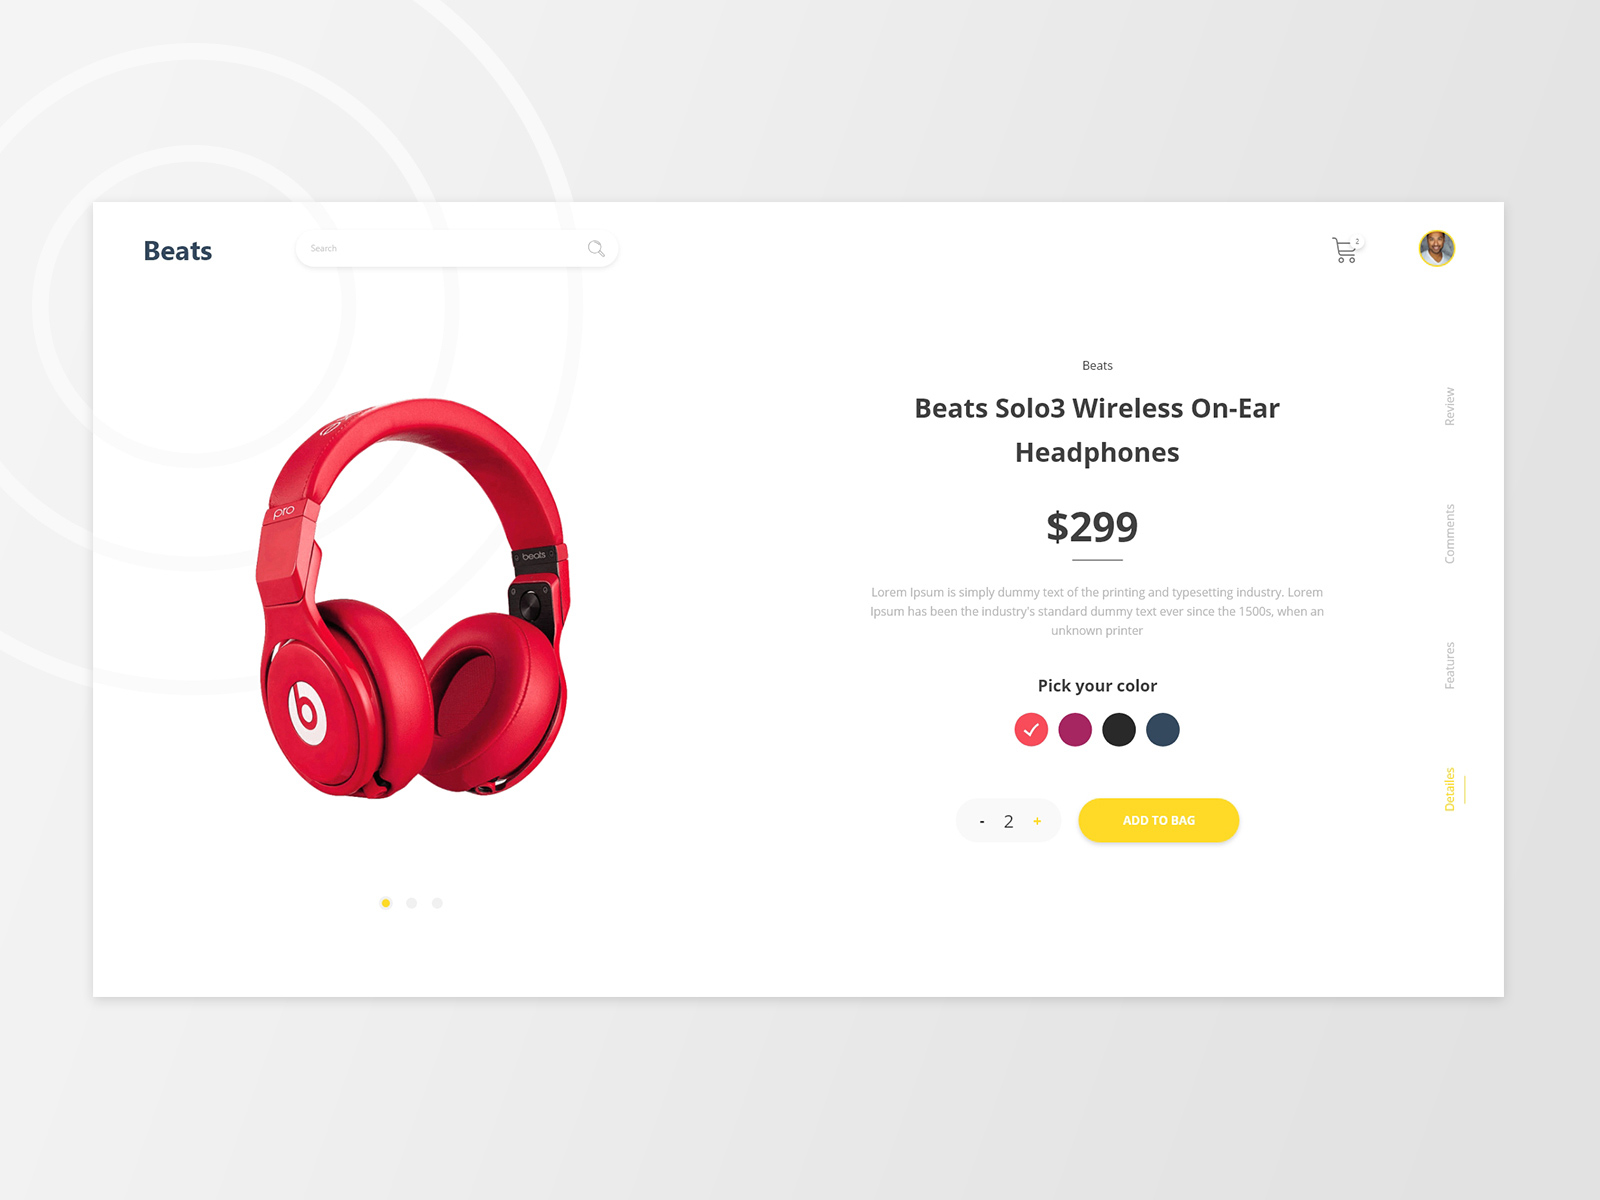 Beats
Search
2
Beats
Beats Solo3 Wireless On-Ear
Headphones
$299
Lorem Ipsum is simply dummy text of the printing and typesetting industry. Lorem
Ipsum has been the industry's standard dummy text ever since the 1500s, when an
unknown printer
Pick your color
- 2 +
ADD TO BAG
Review
Comments
Features
Detailes
pro
beats
b